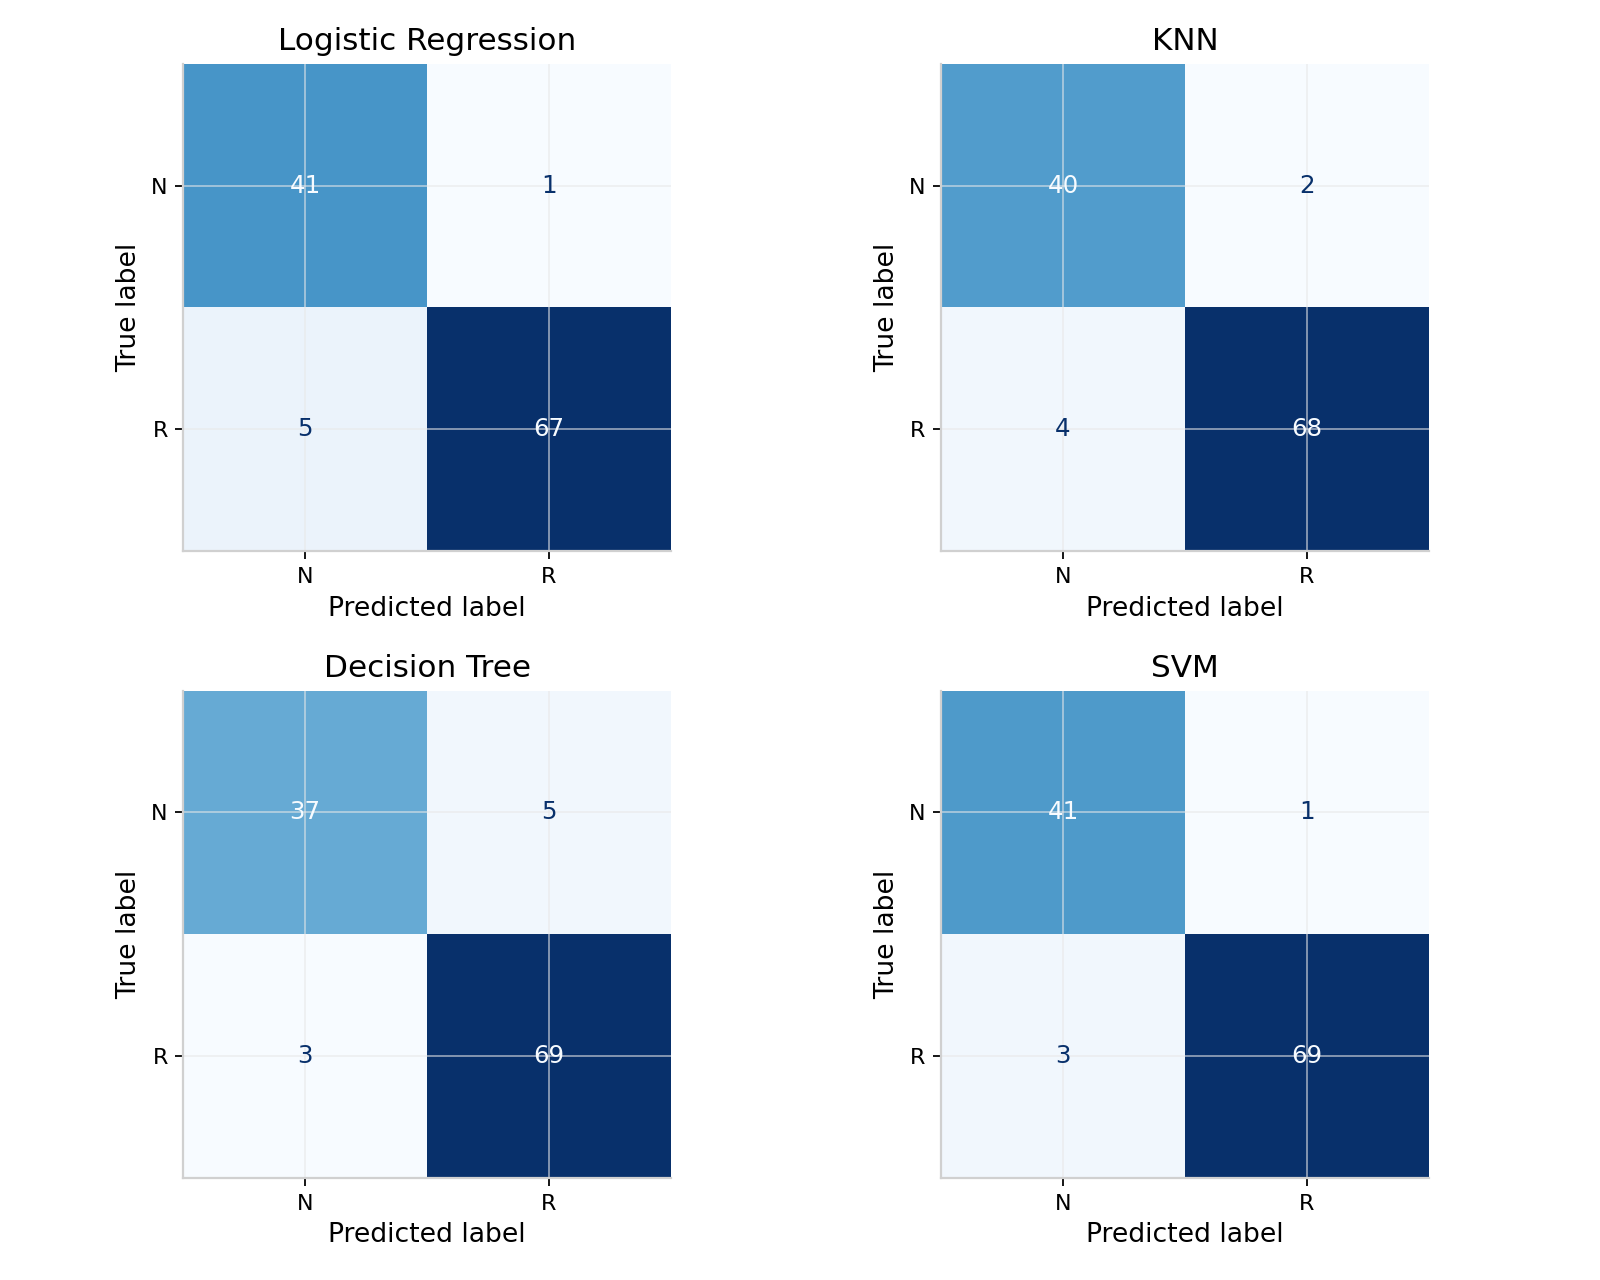 Logistic Regression
N
41
1
True label
R
5
67
N
R
Predicted label
KNN
N
40
2
True label
R
4
68
N
R
Predicted label
Decision Tree
N
37
5
True label
R
3
69
N
R
Predicted label
SVM
N
41
1
True label
R
3
69
N
R
Predicted label